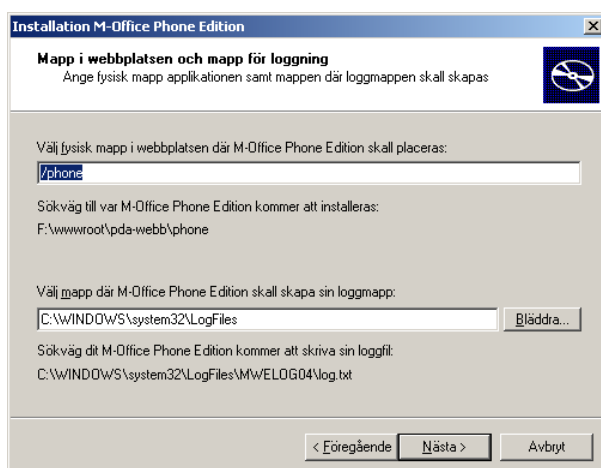 Installation M-Office Phone Edition
Mapp i webbplatsen och mapp för loggning
Ange fysisk mapp applikationen samt mappen där loggmappen skall skapas
Välj fysisk mapp i webbplatsen där M-Office Phone Edition skall placeras:
/phone
Sökväg till var M-Office Phone Edition kommer att installeras:
F:\wwwroot\pda-webb\phone
Välj mapp där M-Office Phone Edition skall skapa sin loggmapp:
C:\WINDOWS\system32\LogFiles
Bläddra...
Sökväg dit M-Office Phone Edition kommer att skriva sin loggfil:
C:\WINDOWS\system32\LogFiles\MWELOG04\log.txt
< Föregående
Nästa >
Avbryt